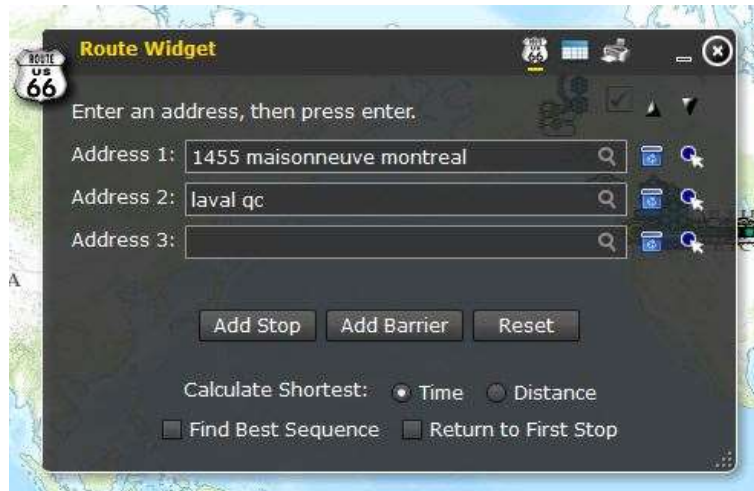 Route Widget
66
ROUTE
US
66
Enter an address, then press enter.
Address 1: 1455 maisonneuve montreal
Address 2: laval qc
Address 3:
Add Stop Add Barrier Reset
Calculate Shortest: Time Distance
Find Best Sequence Return to First Stop
A